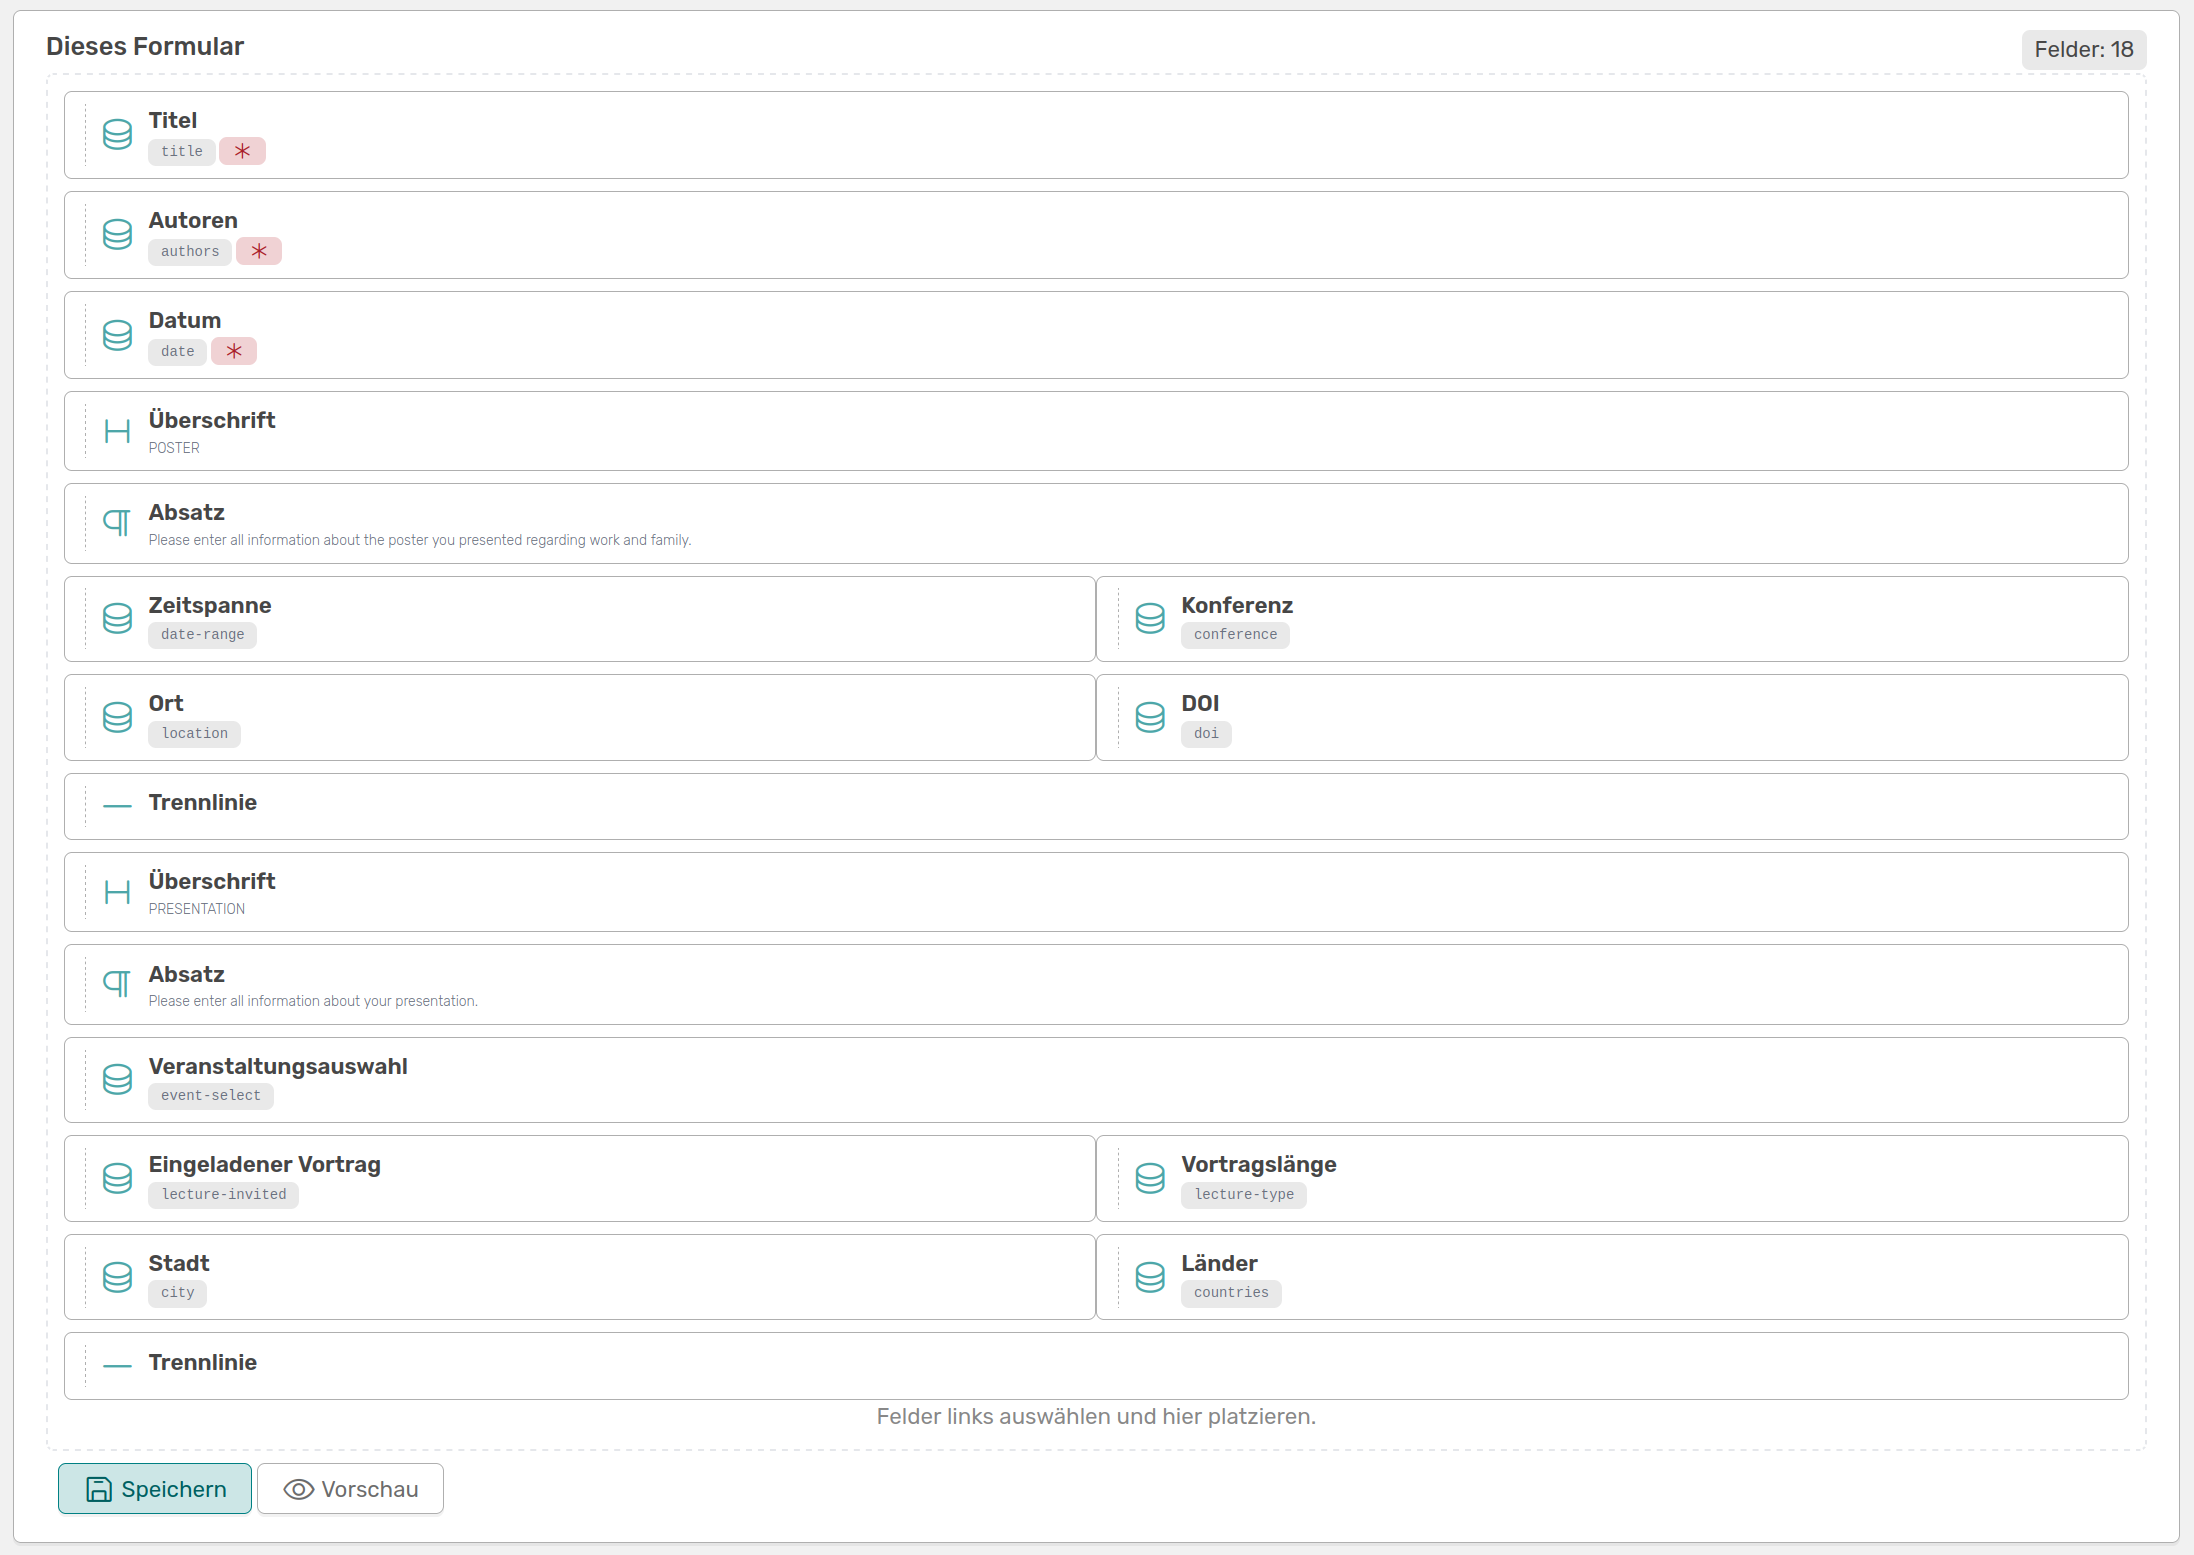 Dieses Formular
Felder: 18
Titel
title *
Autoren
authors *
Datum
date *
Überschrift
POSTER
Absatz
Please enter all information about the poster you presented regarding work and family.
Zeitspanne
date-range
Konferenz
conference
Ort
location
DOI
doi
Trennlinie
Überschrift
PRESENTATION
Absatz
Please enter all information about your presentation.
Veranstaltungsauswahl
event-select
Eingeladener Vortrag
lecture-invited
Vortragslänge
lecture-type
Stadt
city
Länder
countries
Trennlinie
Felder links auswählen und hier platzieren.
Speichern
Vorschau